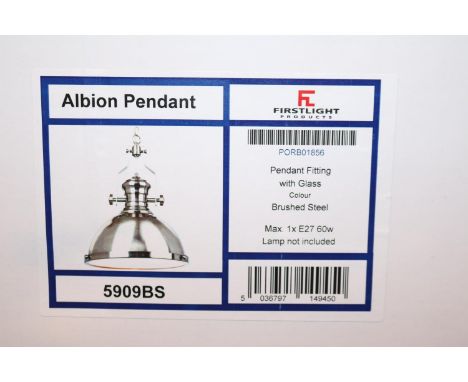 Albion Pendant
5909BS
FIRSTLIGHT
PRODUCTS
PORB01856
Pendant Fitting
with Glass
Colour
Brushed Steel
Max. 1x E27 60w
Lamp not included
5 036797 149450